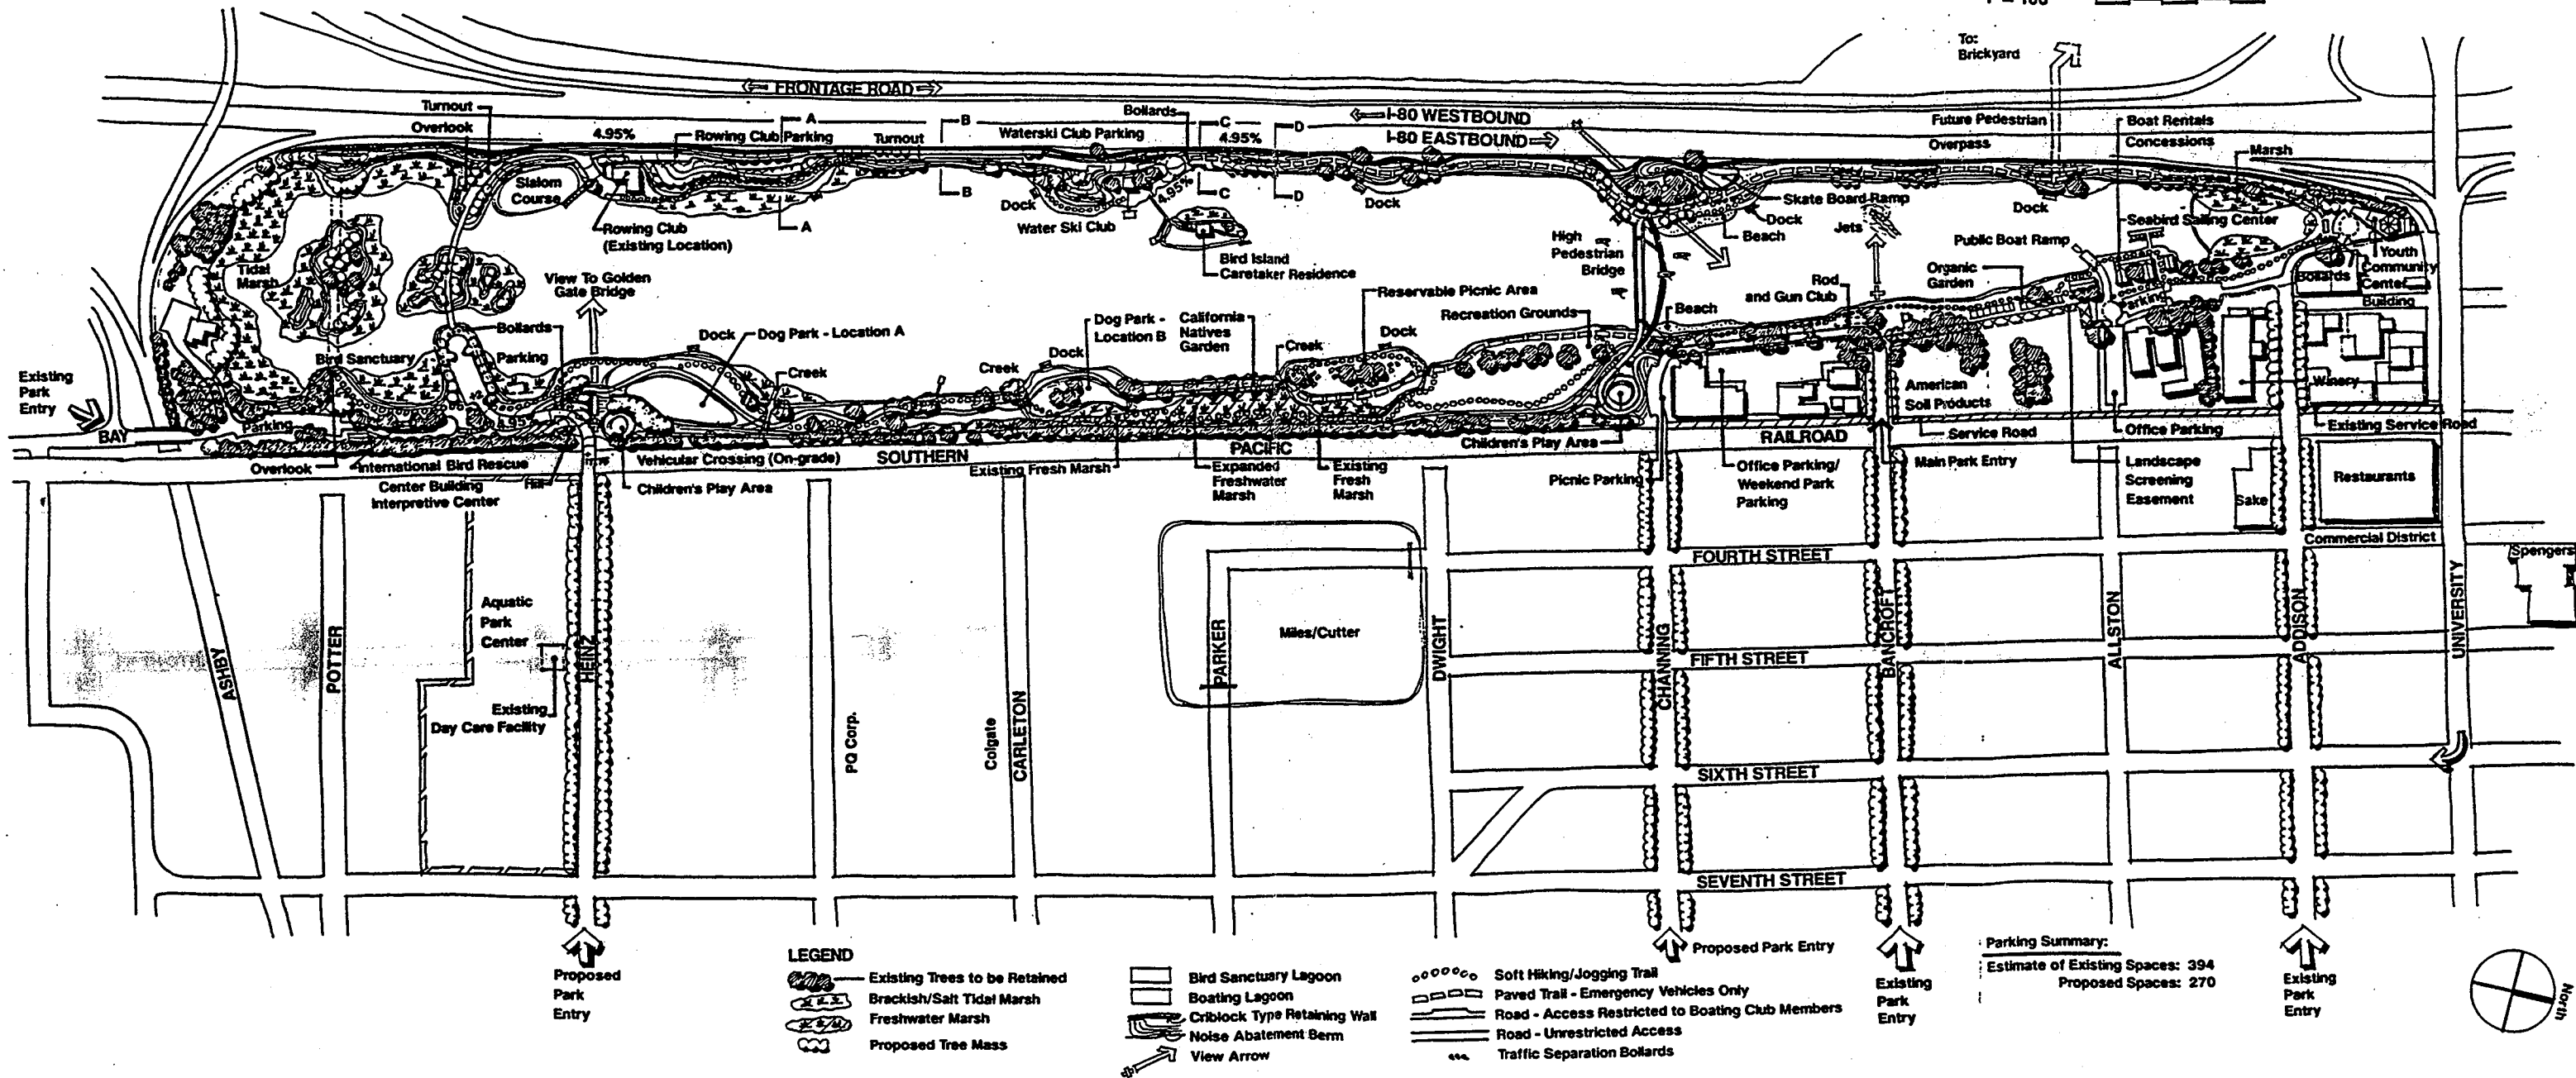 1" = 100'
To:
Brickyard
FRONTAGE ROAD
Turnout
Overlook
4.95%
Rowing Club Parking
A
Turnout
B
Waterski Club Parking
Bollards
C
4.95%
D
I-80 WESTBOUND
I-80 EASTBOUND
Future Pedestrian
Overpass
Boat Rentals
Concessions
Marsh
Slalom
Course
Rowing Club
(Existing Location)
A
B
Dock
Water Ski Club
4.95%
C
D
Bird Island
Caretaker Residence
Dock
High
Pedestrian
Bridge
Skate Board Ramp
Dock
Beach
Jets
Dock
Public Boat Ramp
Seabird Sailing Center
Youth
Community
Center
Building
Bollards
Parking
Tidal
Marsh
View To Golden
Gate Bridge
Bollards
Parking
Bird Sanctuary
Dock
Dog Park - Location A
Creek
Creek
Dock
Dog Park -
Location B
California
Natives
Garden
Creek
Reservable Picnic Area
Dock
Recreation Grounds
Beach
Rod
and Gun Club
Organic
Garden
American
Soil Products
Winery
Existing
Park
Entry
BAY
Parking
4.95%
Overlook
International Bird Rescue
Center Building
Interpretive Center
Hill
Vehicular Crossing (On-grade)
Children's Play Area
SOUTHERN
PACIFIC
RAILROAD
Existing Fresh Marsh
Expanded
Freshwater
Marsh
Existing
Fresh
Marsh
Children's Play Area
Picnic Parking
Office Parking/
Weekend Park
Parking
Service Road
Main Park Entry
Office Parking
Landscape
Screening
Easement
Existing Service Road
Sake
Restaurants
Commercial District
Spengers
Aquatic
Park
Center
Existing
Day Care Facility
ASHBY
POTTER
HEINZ
PQ Corp.
Colgate
CARLETON
PARKER
Miles/Cutter
DWIGHT
CHANNING
BANCROFT
ALLSTON
ADDISON
UNIVERSITY
FOURTH STREET
FIFTH STREET
SIXTH STREET
SEVENTH STREET
Proposed
Park
Entry
Proposed Park Entry
Existing
Park
Entry
Existing
Park
Entry
LEGEND
Existing Trees to be Retained
Brackish/Salt Tidal Marsh
Freshwater Marsh
Proposed Tree Mass
Bird Sanctuary Lagoon
Boating Lagoon
Criblock Type Retaining Wall
Noise Abatement Berm
View Arrow
Soft Hiking/Jogging Trail
Paved Trail - Emergency Vehicles Only
Road - Access Restricted to Boating Club Members
Road - Unrestricted Access
Traffic Separation Bollards
Parking Summary:
Estimate of Existing Spaces: 394
Proposed Spaces: 270
North